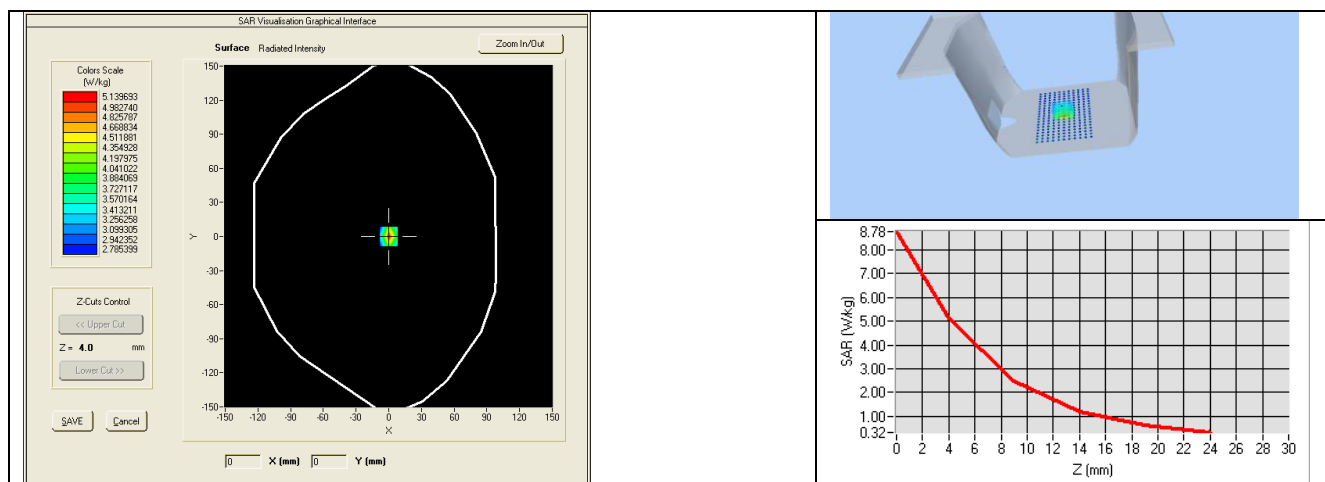 SAR Visualisation Graphical Interface
Surface Radiated Intensity
Zoom In/Out
Colors Scale
(W/kg)
5.139693
4.982740
4.825787
4.668834
4.511881
4.354928
4.197975
4.041022
3.884069
3.727117
3.570164
3.413211
3.256258
3.099305
2.942352
2.785399
Z-Cuts Control
<< Upper Cut
Z = 4.0 mm
Lower Cut >>
SAVE Cancel
Y
150
120
90
60
30
0
-30
-60
-90
-120
-150
-150 -120 -90 -60 -30 0 30 60 90 120 150
X
0 X (mm) 0 Y (mm)
SAR (W/kg)
8.78
8.00
7.00
6.00
5.00
4.00
3.00
2.00
1.00
0.32
0 2 4 6 8 10 12 14 16 18 20 22 24 26 28 30
Z (mm)